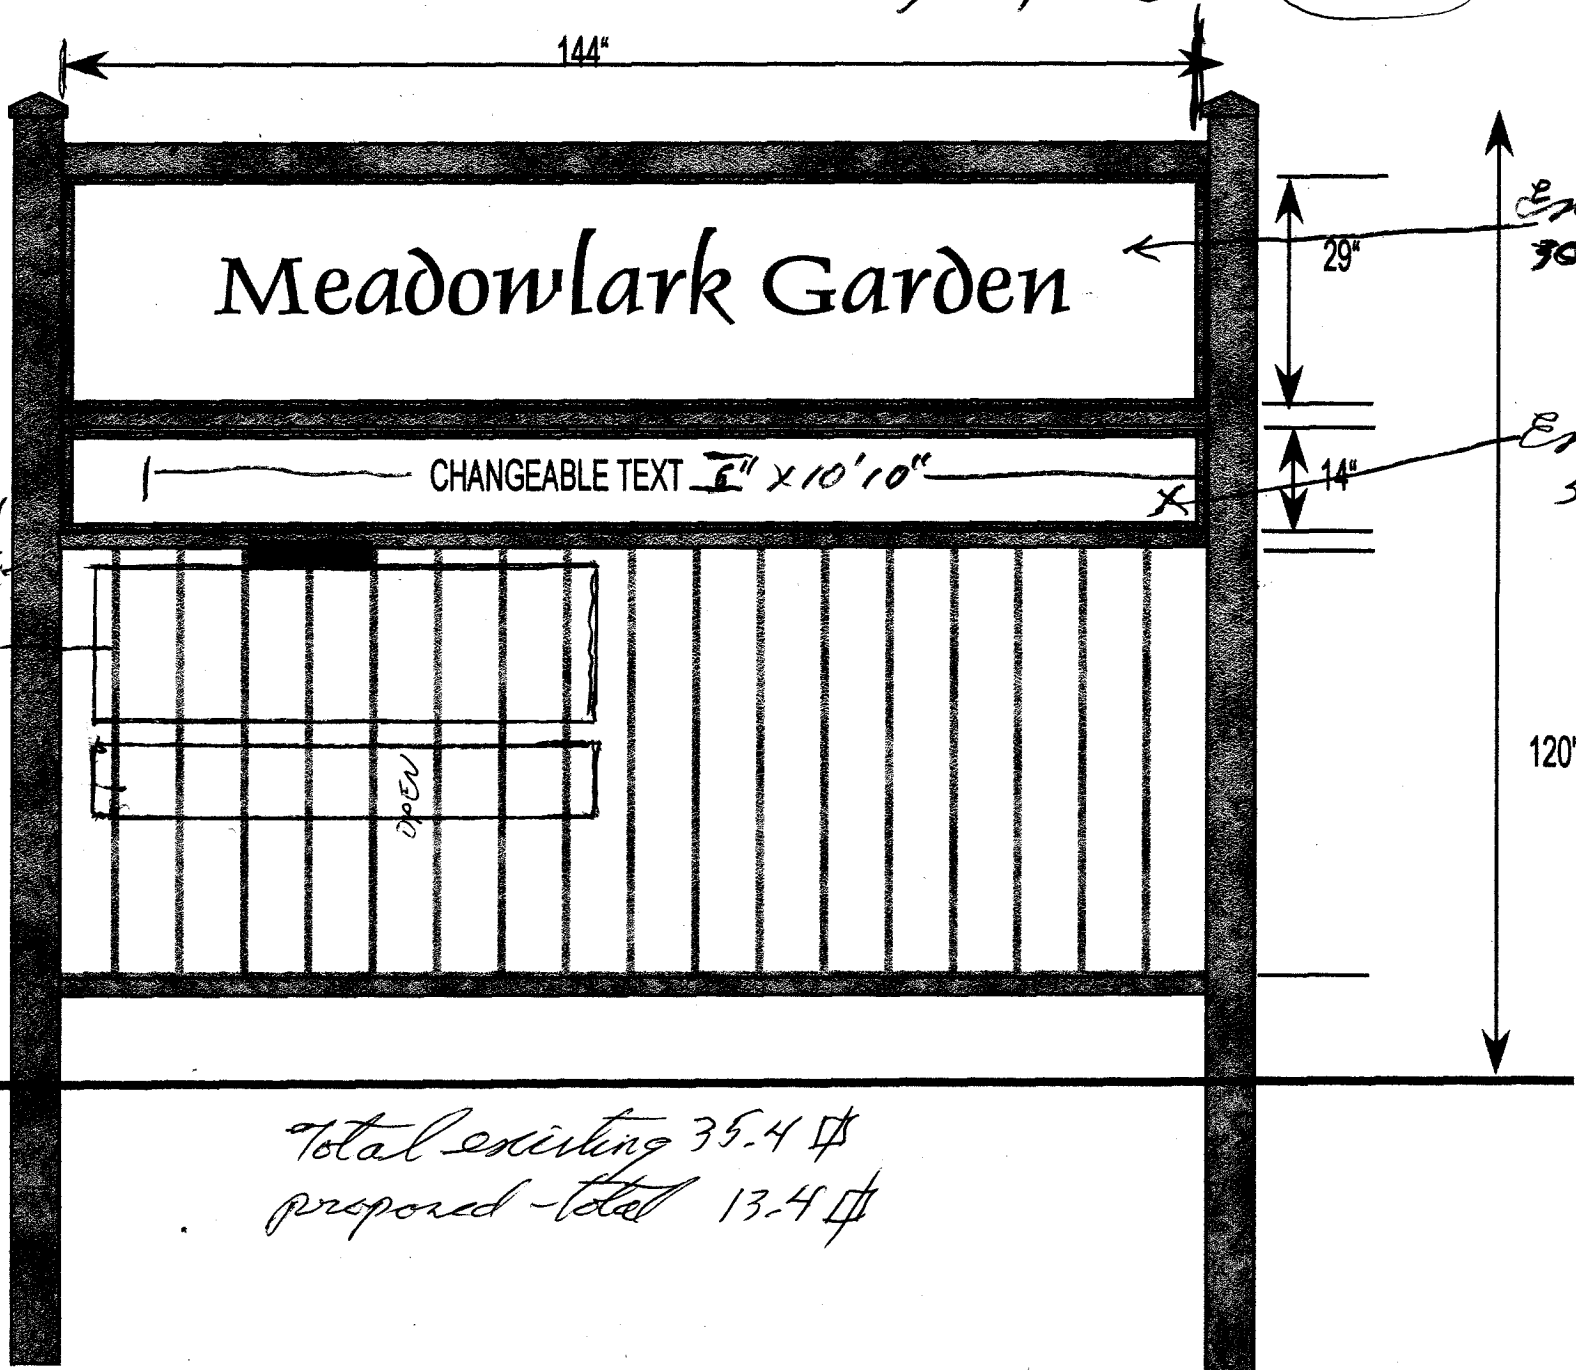 144"
Meadowlark Garden
29"
30
CHANGEABLE TEXT 6" x 10'10"
14"
OPEN
120"
Total existing 35.4
proposed - total 13.4